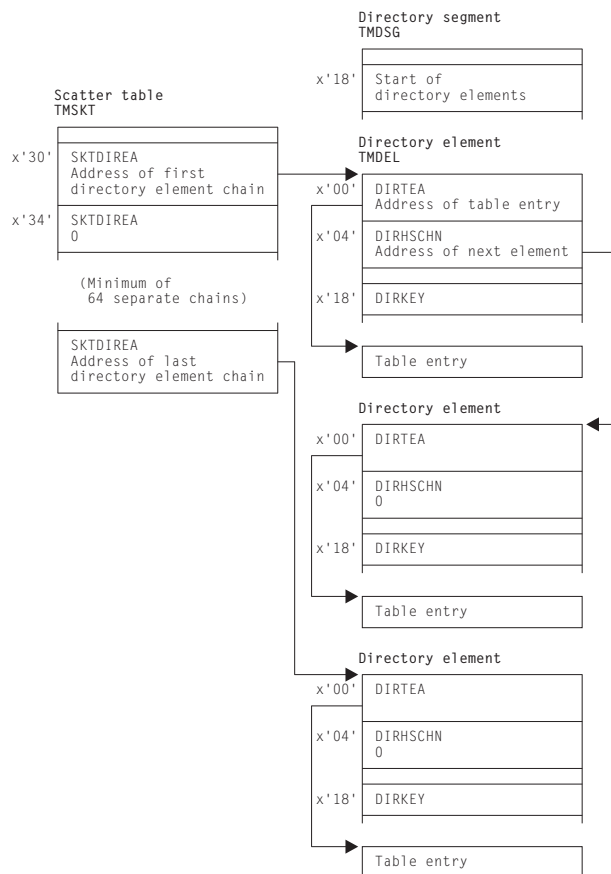 Directory segment
TMDSG
x'18'
Start of
directory elements
Scatter table
TMSKT
x'30'
SKTDIREA
Address of first
directory element chain
x'34'
SKTDIREA
0
(Minimum of
64 separate chains)
SKTDIREA
Address of last
directory element chain
Directory element
TMDEL
x'00'
DIRTEA
Address of table entry
x'04'
DIRHSCHN
Address of next element
x'18'
DIRKEY
Table entry
Directory element
x'00'
DIRTEA
x'04'
DIRHSCHN
0
x'18'
DIRKEY
Table entry
Directory element
x'00'
DIRTEA
x'04'
DIRHSCHN
0
x'18'
DIRKEY
Table entry